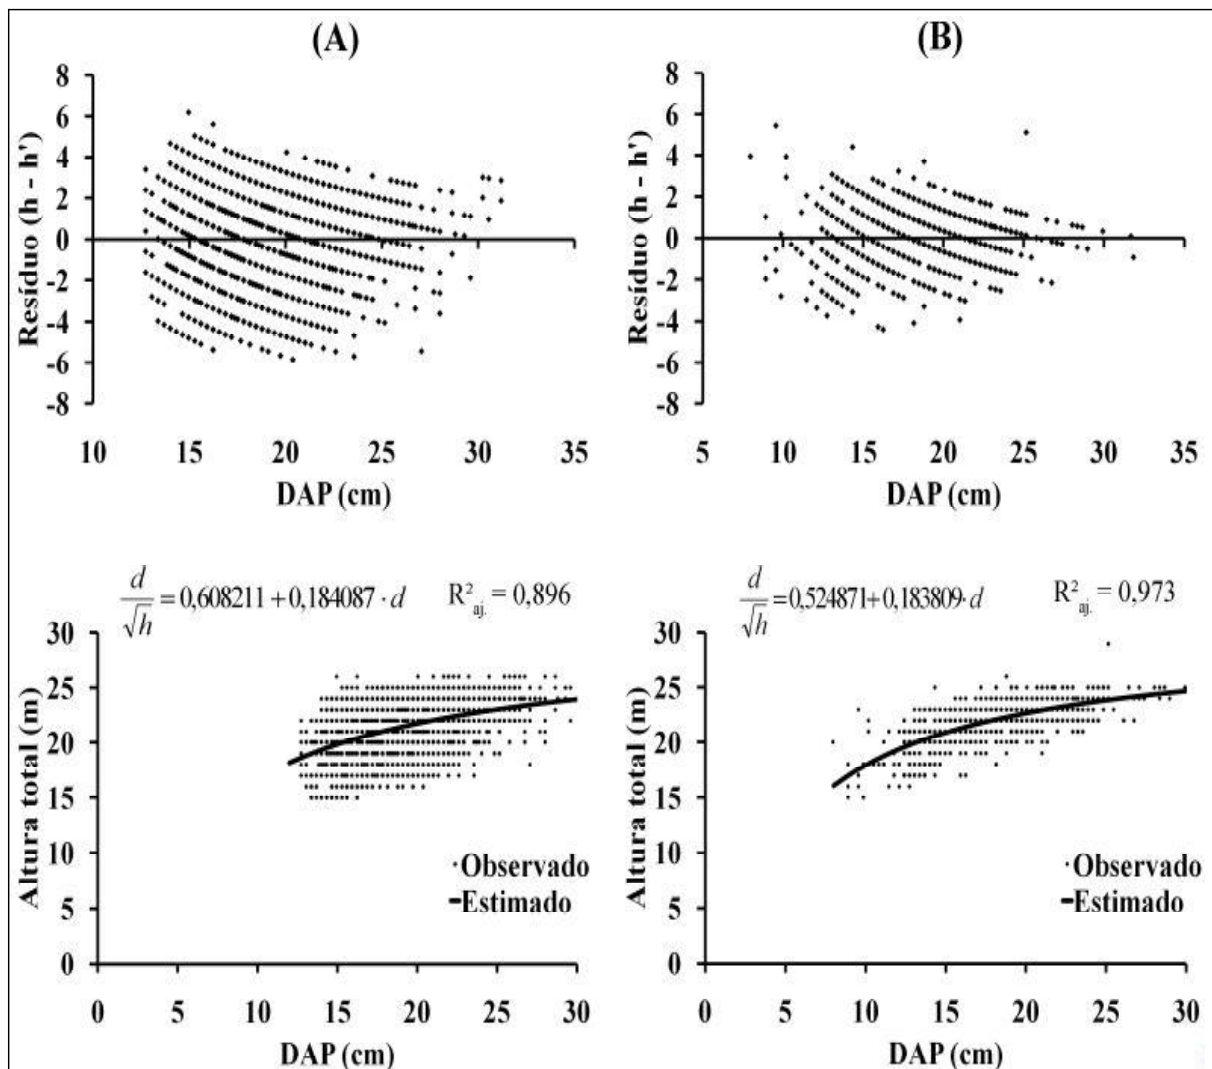 (A)
8
6
4
2
0
-2
-4
-6
-8
Resíduo (h - h')
10 15 20 25 30 35
DAP (cm)
(B)
8
6
4
2
0
-2
-4
-6
-8
Resíduo (h - h')
5 10 15 20 25 30 35
DAP (cm)
d/√h = 0,608211 + 0,184087 · d R²aj. = 0,896
30
25
20
15
10
5
0
Altura total (m)
Observado
Estimado
0 5 10 15 20 25 30
DAP (cm)
d/√h = 0,524871+0,183809·d R²aj. = 0,973
30
25
20
15
10
5
0
Altura total (m)
Observado
Estimado
0 5 10 15 20 25 30
DAP (cm)